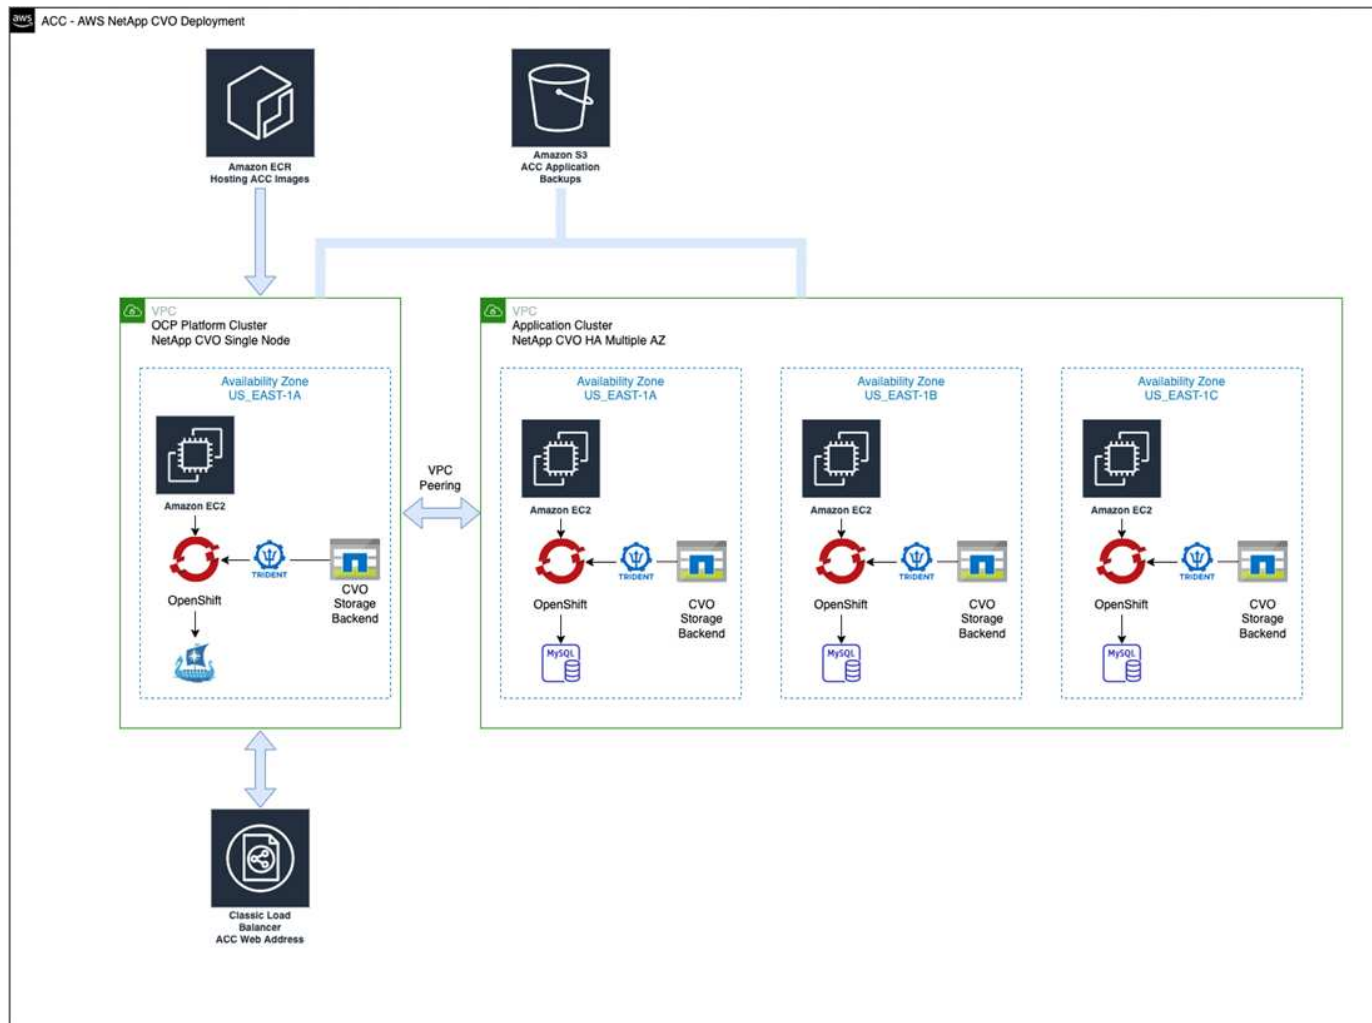 aws
ACC - AWS NetApp CVO Deployment
Amazon ECR
Hosting ACC Images
Amazon S3
ACC Application
Backups
VPC
OCP Platform Cluster
NetApp CVO Single Node
Availability Zone
US_EAST-1A
Amazon EC2
TRIDENT
OpenShift
CVO
Storage
Backend
VPC
Peering
VPC
Application Cluster
NetApp CVO HA Multiple AZ
Availability Zone
US_EAST-1A
Amazon EC2
TRIDENT
OpenShift
CVO
Storage
Backend
MySQL
Availability Zone
US_EAST-1B
Amazon EC2
TRIDENT
OpenShift
CVO
Storage
Backend
MySQL
Availability Zone
US_EAST-1C
Amazon EC2
TRIDENT
OpenShift
CVO
Storage
Backend
MySQL
Classic Load
Balancer
ACC Web Address